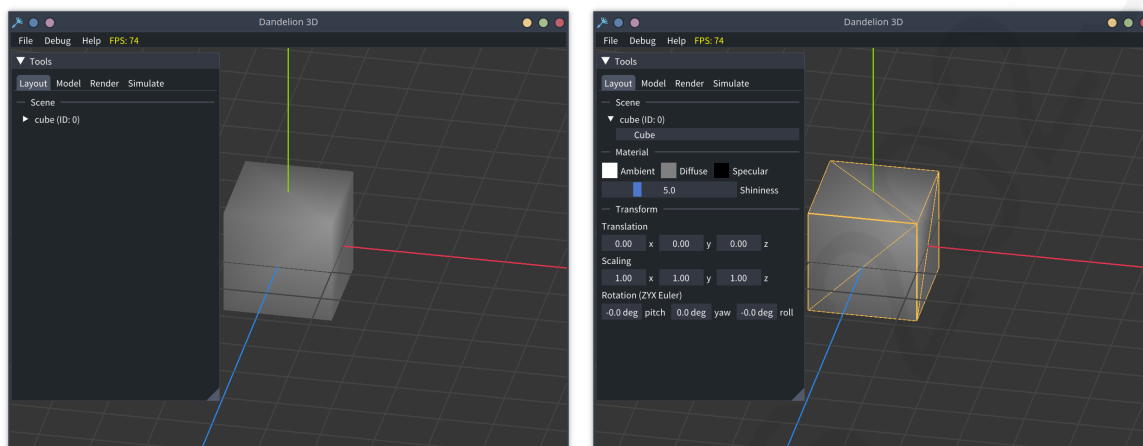 Dandelion 3D
File Debug Help FPS: 74
Tools
Layout Model Render Simulate
Scene
cube (ID: 0)
Dandelion 3D
File Debug Help FPS: 74
Tools
Layout Model Render Simulate
Scene
cube (ID: 0)
Cube
Material
Ambient Diffuse Specular
5.0 Shininess
Transform
Translation
0.00 x 0.00 y 0.00 z
Scaling
1.00 x 1.00 y 1.00 z
Rotation (ZYX Euler)
-0.0 deg pitch 0.0 deg yaw -0.0 deg roll